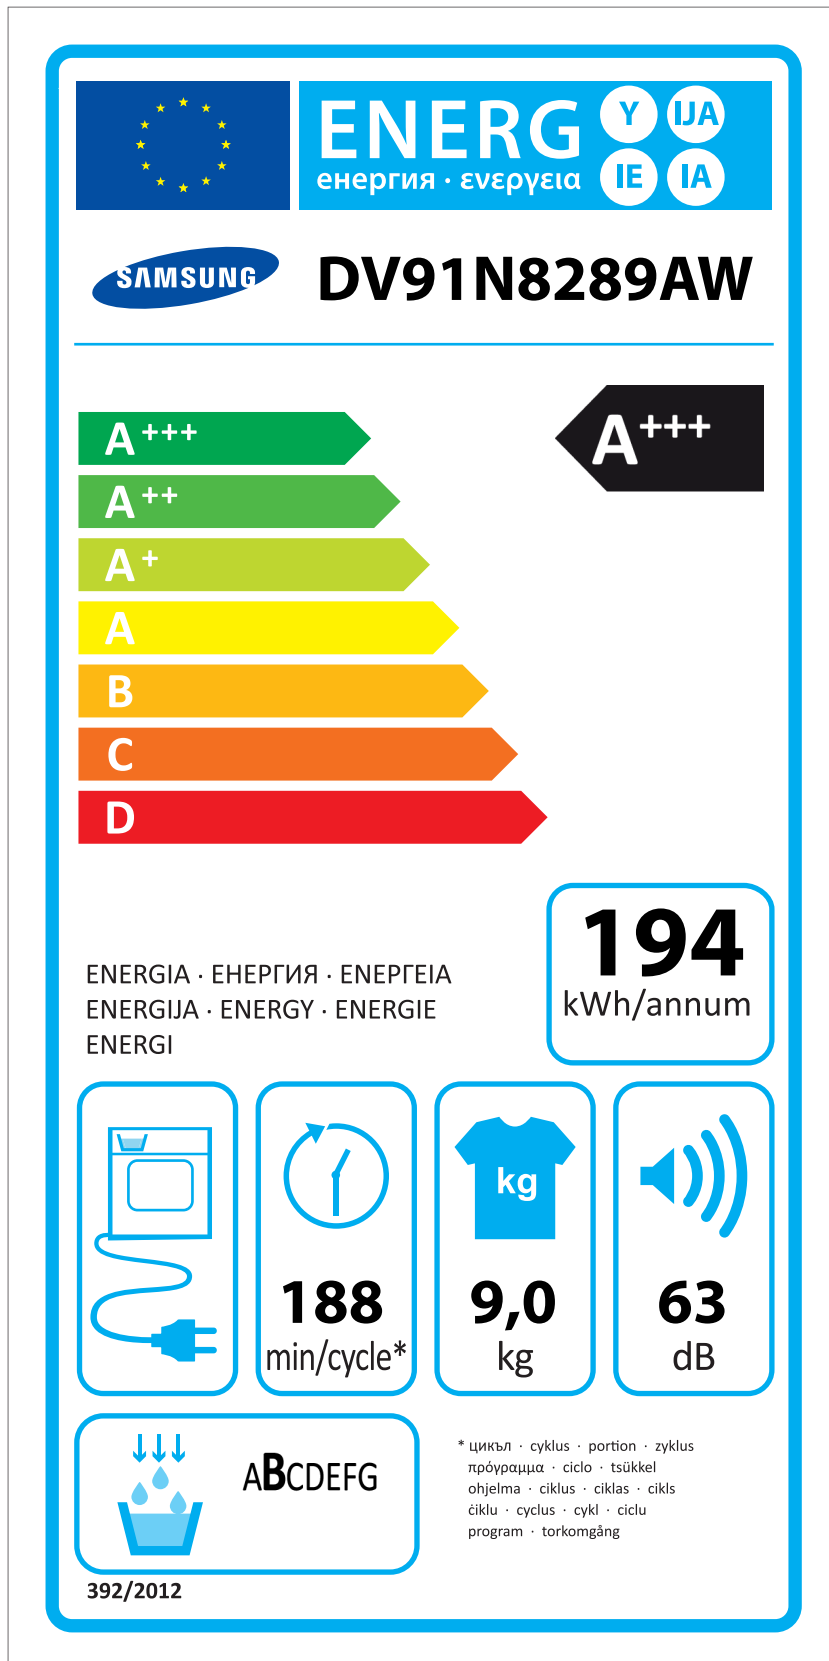 ENERG
Y IJA
IE IA
енергия · ενεργεια
SAMSUNG DV91N8289AW
A+++
A+++
A++
A+
A
B
C
D
194
kWh/annum
ENERGIA · ЕНЕРГИЯ · ΕΝΕΡΓΕΙΑ
ENERGIJA · ENERGY · ENERGIE
ENERGI
188
min/cycle*
kg
9,0
kg
63
dB
ABCDEFG
* цикъл · cyklus · portion · zyklus
πρόγραμμα · ciclo · tsükkel
ohjelma · ciklus · ciklas · cikls
ċiklu · cyclus · cykl · ciclu
program · torkomgång
392/2012